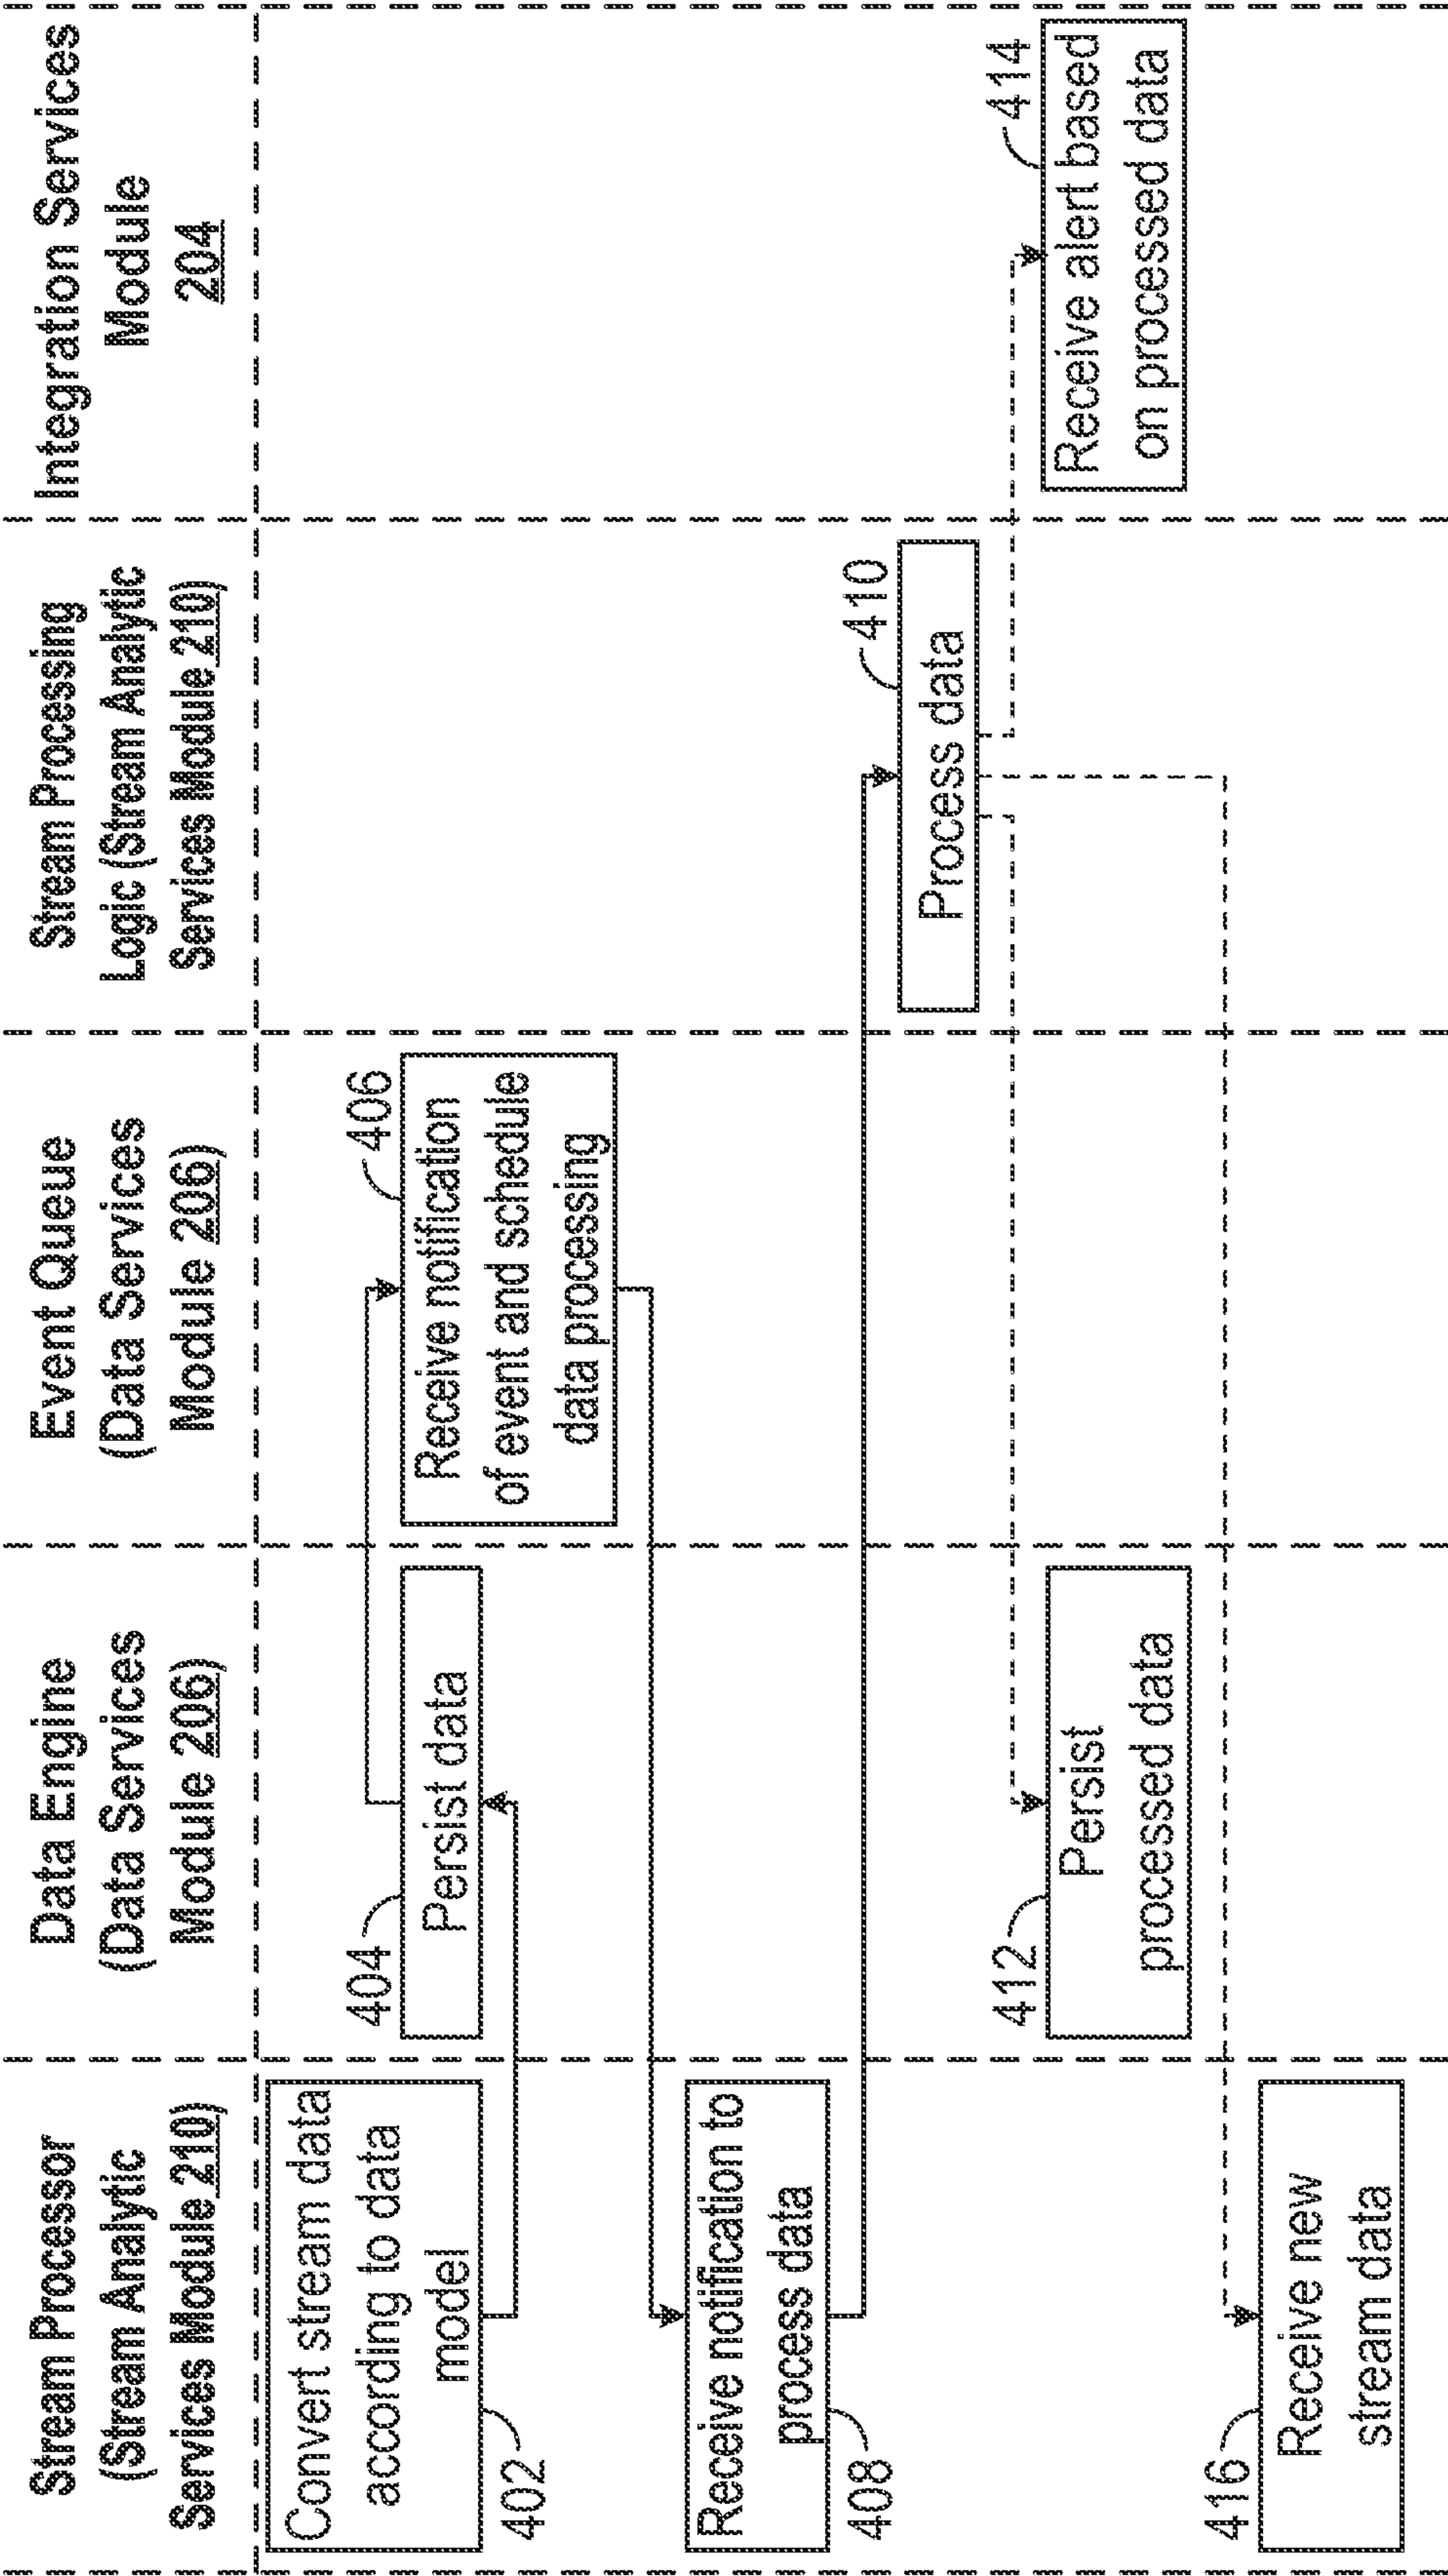 Stream Processor
(Stream Analytic
Services Module 210)
Data Engine
(Data Services
Module 206)
Event Queue
(Data Services
Module 206)
Stream Processing
Logic (Stream Analytic
Services Module 210)
Integration Services
Module
204
Convert stream data
according to data
model
402
404
Persist data
406
Receive notification
of event and schedule
data processing
Receive notification to
process data
408
410
Process data
412
Persist
processed data
414
Receive alert based
on processed data
416
Receive new
stream data